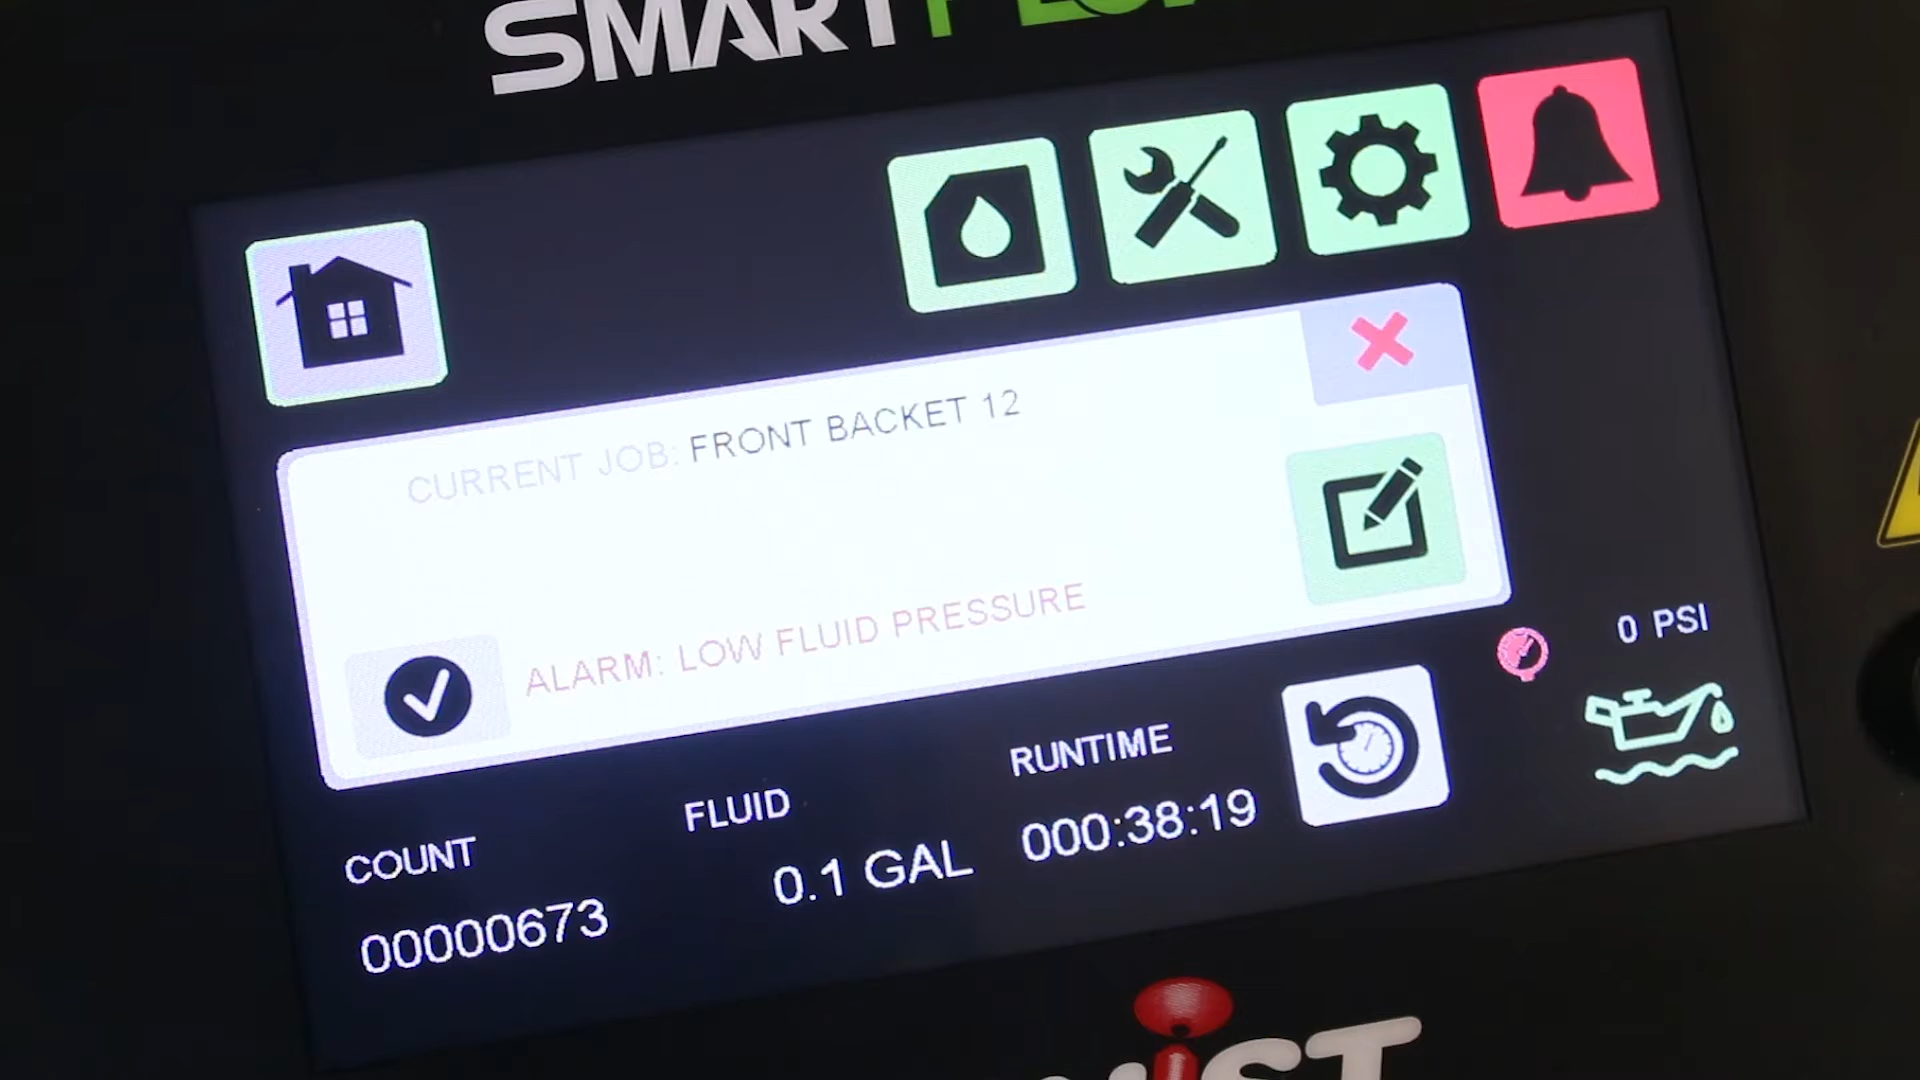 SMARTFLOW
CURRENT JOB: FRONT BACKET 12
ALARM: LOW FLUID PRESSURE
0 PSI
COUNT
FLUID
RUNTIME
00000673
0.1 GAL
000:38:19